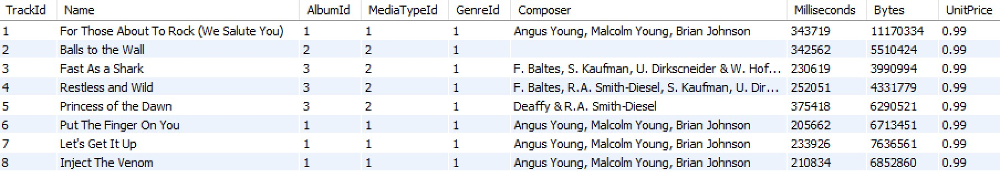 TrackId Name AlbumId MediaTypeId GenreId Composer Milliseconds Bytes UnitPrice
1 For Those About To Rock (We Salute You) 1 1 1 Angus Young, Malcolm Young, Brian Johnson 343719 11170334 0.99
2 Balls to the Wall 2 2 1 342562 5510424 0.99
3 Fast As a Shark 3 2 1 F. Baltes, S. Kaufman, U. Dirkscneider & W. Hof... 230619 3990994 0.99
4 Restless and Wild 3 2 1 F. Baltes, R.A. Smith-Diesel, S. Kaufman, U. Dir... 252051 4331779 0.99
5 Princess of the Dawn 3 2 1 Deaffy & R.A. Smith-Diesel 375418 6290521 0.99
6 Put The Finger On You 1 1 1 Angus Young, Malcolm Young, Brian Johnson 205662 6713451 0.99
7 Let's Get It Up 1 1 1 Angus Young, Malcolm Young, Brian Johnson 233926 7636561 0.99
8 Inject The Venom 1 1 1 Angus Young, Malcolm Young, Brian Johnson 210834 6852860 0.99